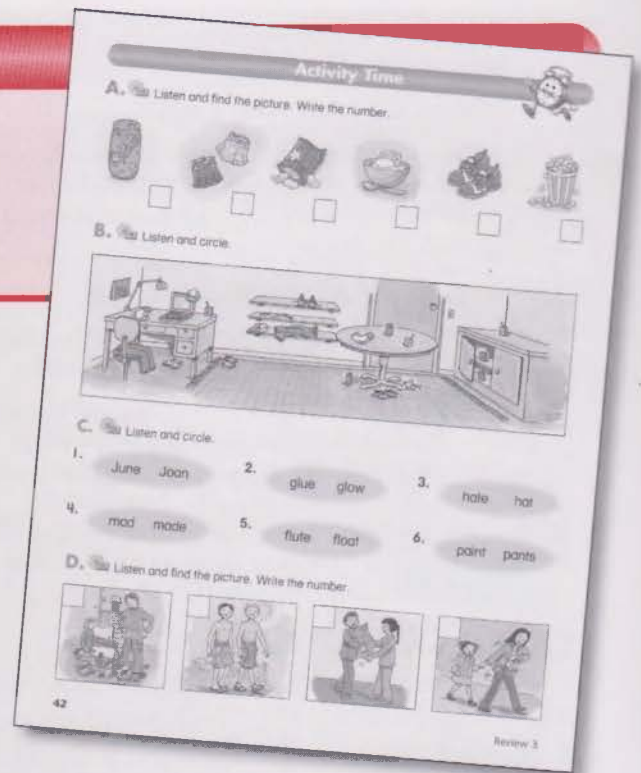 Activity Time
A. Listen and find the picture. Write the number.
B. Listen and circle.
C. Listen and circle.
1. June Joan 2. glue glow 3. hate hat
4. mad made 5. flute float 6. paint pants
D. Listen and find the picture. Write the number.
42
Review 3